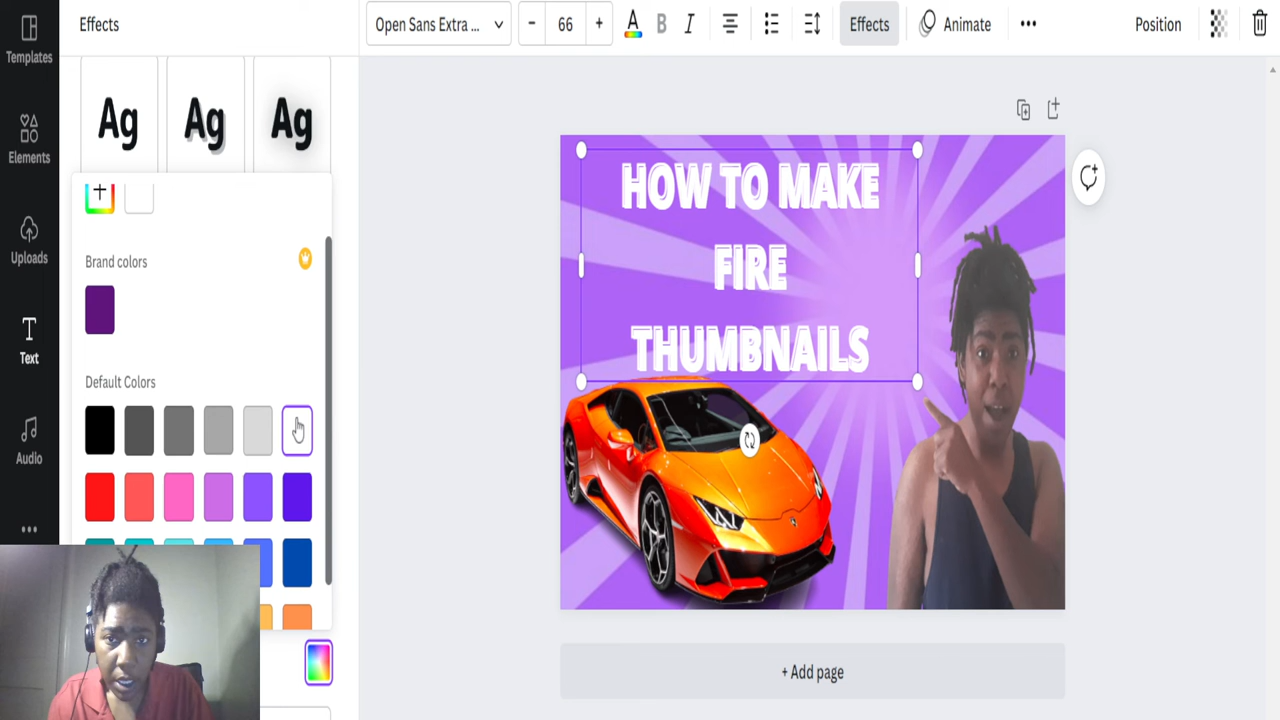 Effects
Open Sans Extra ...
66
A
B
I
Effects
Animate
Position
Templates
Elements
Uploads
Text
Audio
Ag
Ag
Ag
Brand colors
Default Colors
HOW TO MAKE
FIRE
THUMBNAILS
+ Add page